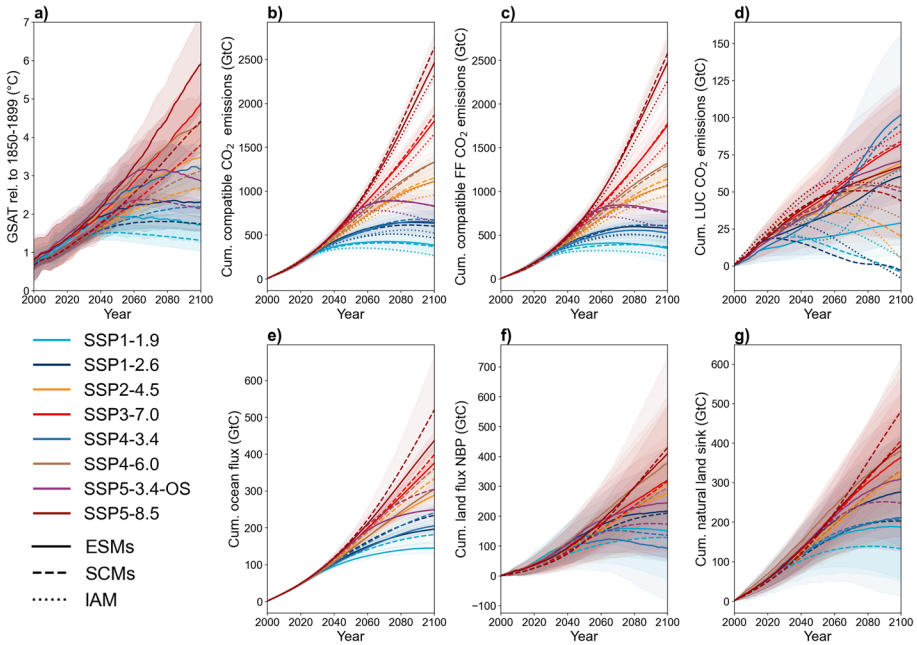 a) b) c) d)
GSAT rel. to 1850-1899 (°C)
7
6
5
4
3
2
1
0
2000 2020 2040 2060 2080 2100
Year
Cum. compatible CO2 emissions (GtC)
2500
2000
1500
1000
500
0
2000 2020 2040 2060 2080 2100
Year
Cum. compatible FF CO2 emissions (GtC)
2500
2000
1500
1000
500
0
2000 2020 2040 2060 2080 2100
Year
Cum. LUC CO2 emissions (GtC)
150
125
100
75
50
25
0
2000 2020 2040 2060 2080 2100
Year
SSP1-1.9
SSP1-2.6
SSP2-4.5
SSP3-7.0
SSP4-3.4
SSP4-6.0
SSP5-3.4-OS
SSP5-8.5
ESMs
SCMs
IAM
e) f) g)
Cum. ocean flux (GtC)
600
500
400
300
200
100
0
2000 2020 2040 2060 2080 2100
Year
Cum. land flux NBP (GtC)
700
600
500
400
300
200
100
0
−100
2000 2020 2040 2060 2080 2100
Year
Cum. natural land sink (GtC)
600
500
400
300
200
100
0
2000 2020 2040 2060 2080 2100
Year